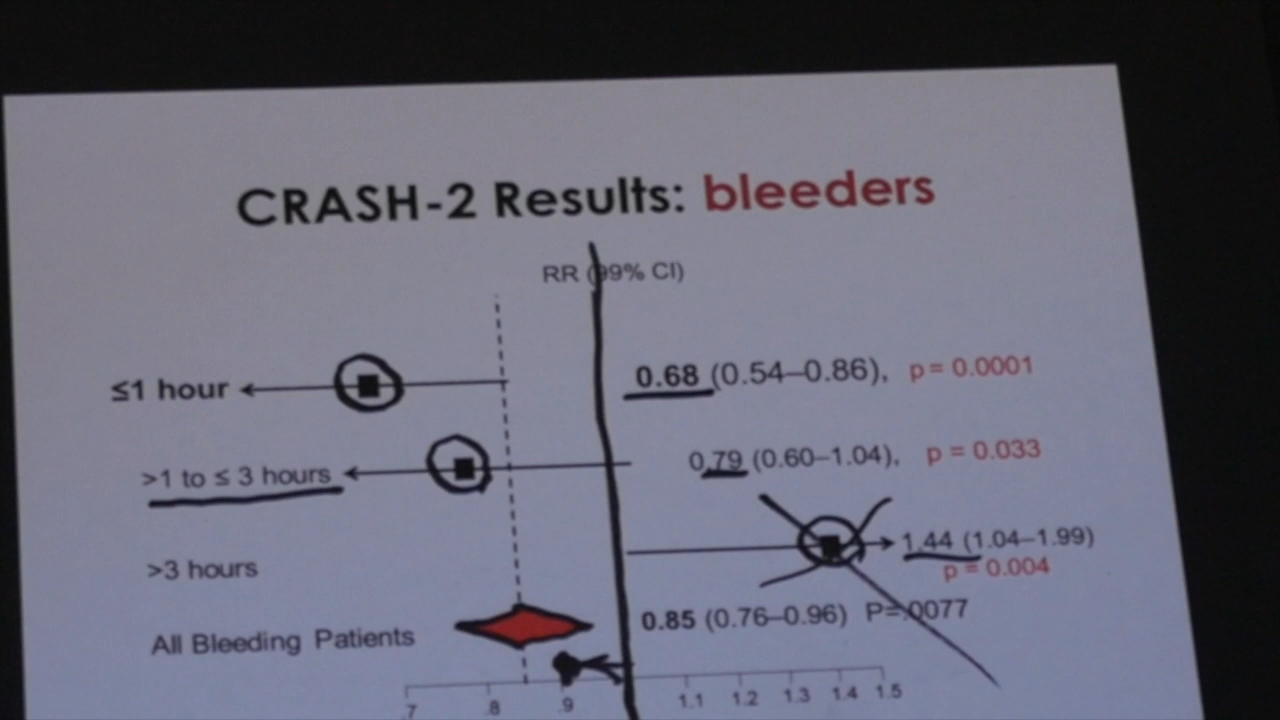 CRASH-2 Results: bleeders
RR (99% CI)
≤1 hour 0.68 (0.54–0.86), p = 0.0001
>1 to ≤ 3 hours 0.79 (0.60–1.04), p = 0.033
>3 hours 1.44 (1.04–1.99)
p = 0.004
All Bleeding Patients 0.85 (0.76–0.96) P=.0077
.7 .8 .9 1.1 1.2 1.3 1.4 1.5